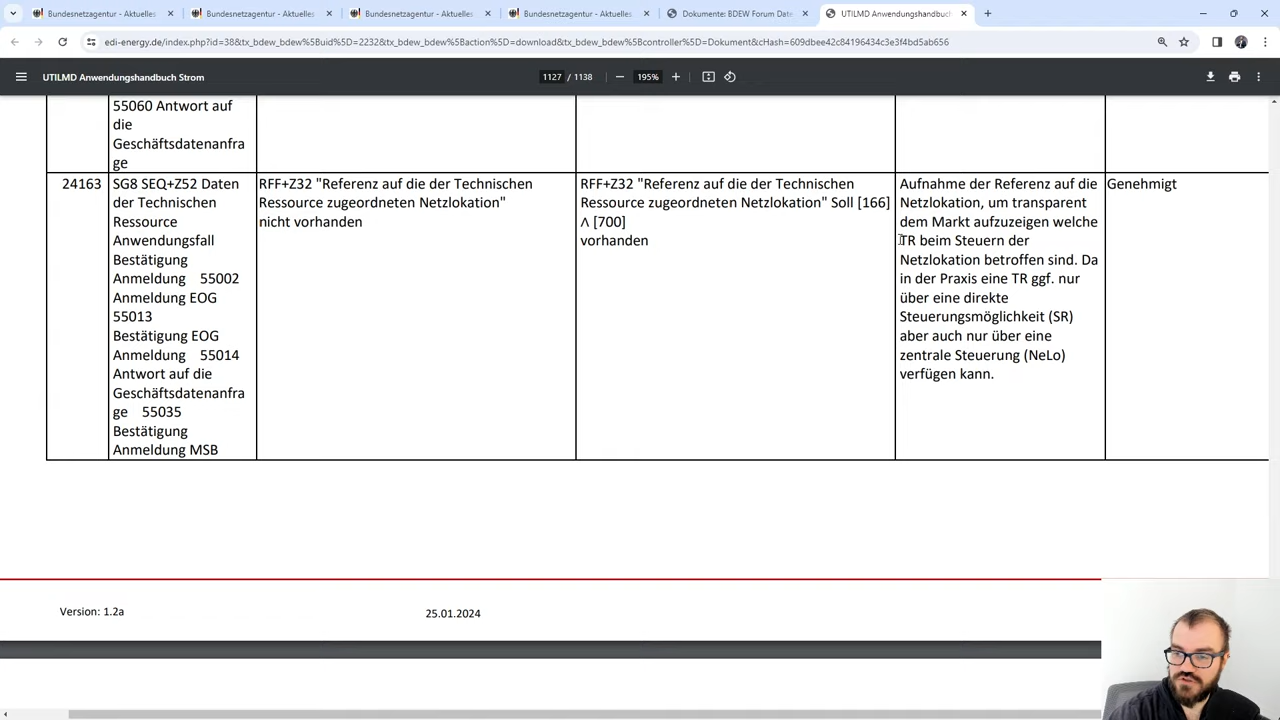 Bundesnetzagentur - Aktuelles
Bundesnetzagentur - Aktuelles
Bundesnetzagentur - Aktuelles
Bundesnetzagentur - Aktuelles
Dokumente: BDEW Forum Date
UTILMD Anwendungshandbuch
edi-energy.de/index.php?id=38&tx_bdew_bdew%5Buid%5D=2232&tx_bdew_bdew%5Baction%5D=download&tx_bdew_bdew%5Bcontroller%5D=Dokument&cHash=609dbee42c84196434c3e3f4bd5ab656
UTILMD Anwendungshandbuch Strom
1127 / 1138
195%
55060 Antwort auf
die
Geschäftsdatenanfra
ge
24163
SG8 SEQ+Z52 Daten
der Technischen
Ressource
Anwendungsfall
Bestätigung
Anmeldung 55002
Anmeldung EOG
55013
Bestätigung EOG
Anmeldung 55014
Antwort auf die
Geschäftsdatenanfra
ge 55035
Bestätigung
Anmeldung MSB
RFF+Z32 "Referenz auf die der Technischen
Ressource zugeordneten Netzlokation"
nicht vorhanden
RFF+Z32 "Referenz auf die der Technischen
Ressource zugeordneten Netzlokation" Soll [166]
∧ [700]
vorhanden
Aufnahme der Referenz auf die
Netzlokation, um transparent
dem Markt aufzuzeigen welche
TR beim Steuern der
Netzlokation betroffen sind. Da
in der Praxis eine TR ggf. nur
über eine direkte
Steuerungsmöglichkeit (SR)
aber auch nur über eine
zentrale Steuerung (NeLo)
verfügen kann.
Genehmigt
Version: 1.2a
25.01.2024